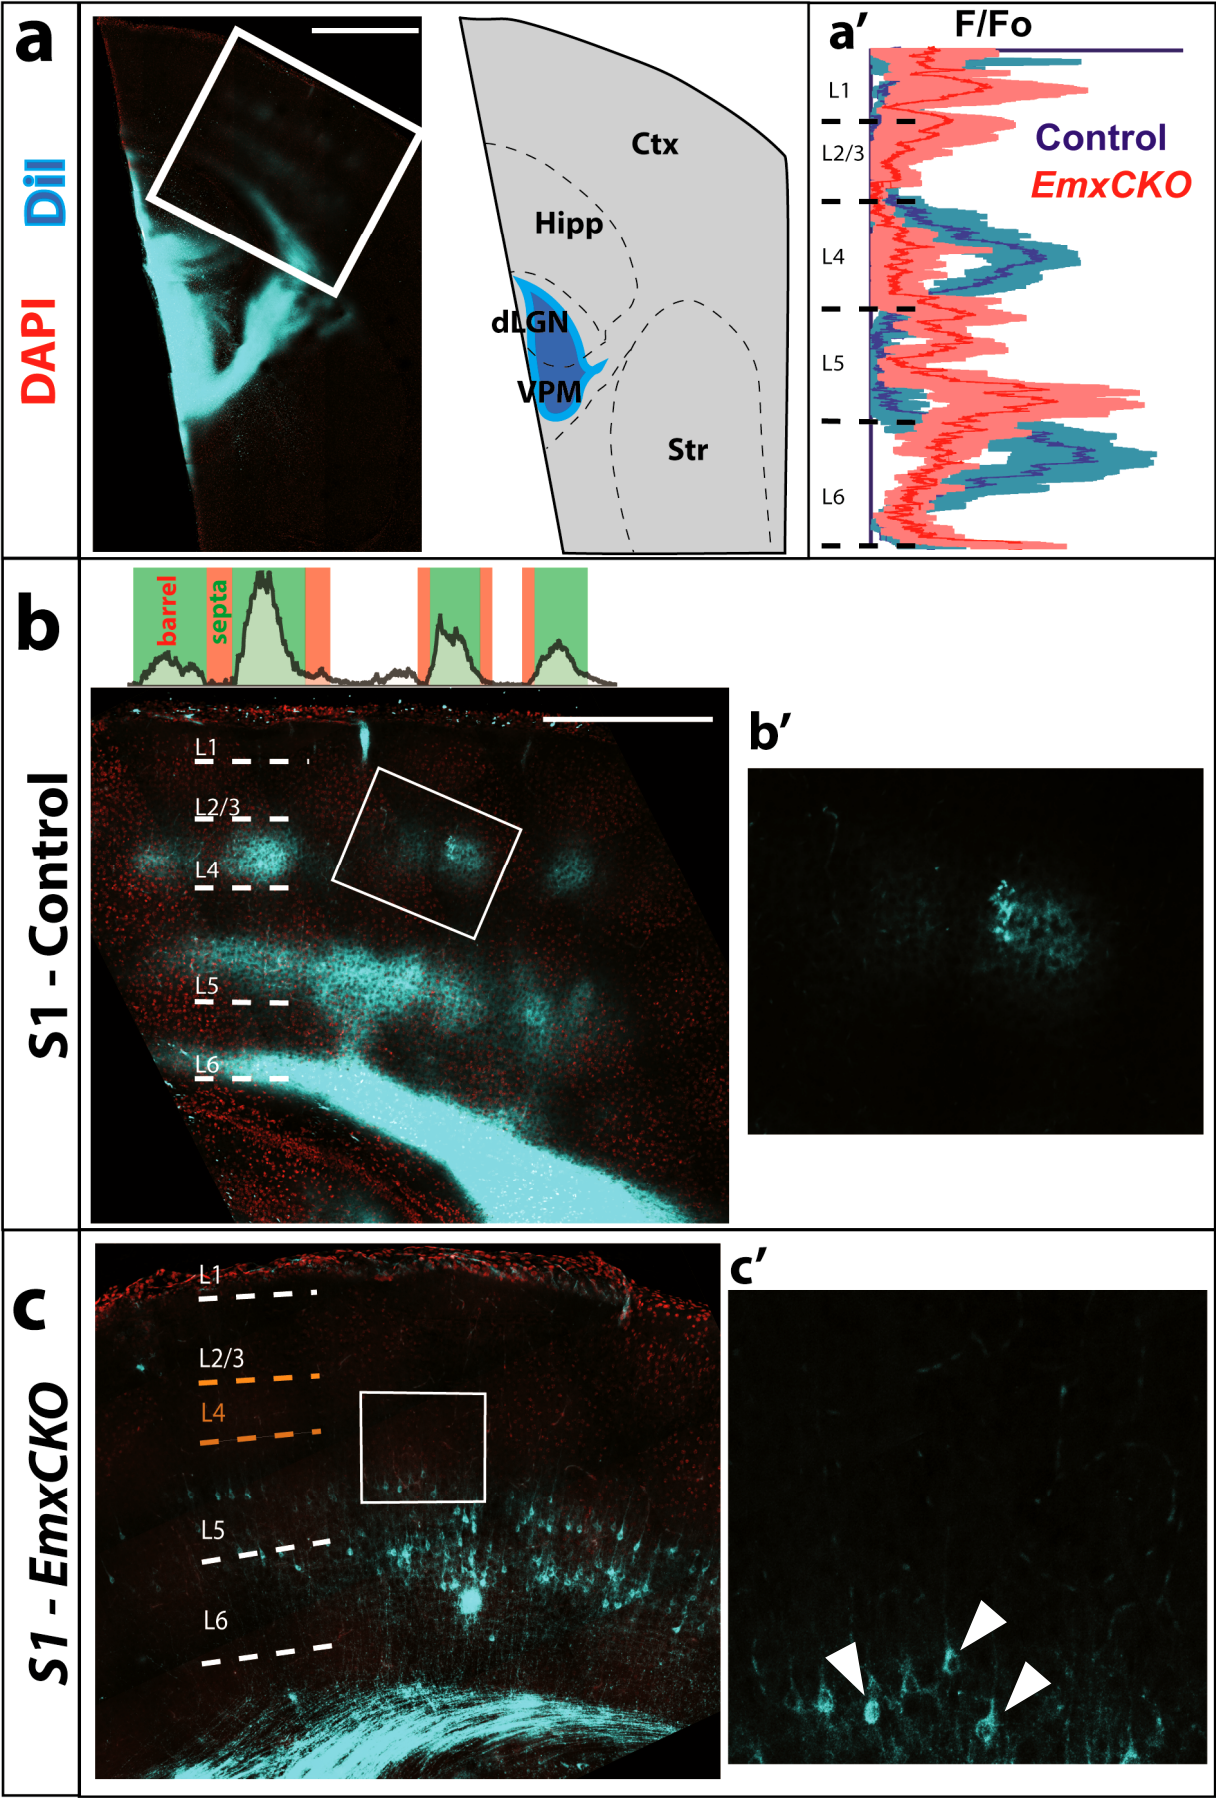 a
DAPI DiI
Ctx
Hipp
dLGN
VPM
Str
a′
F/Fo
L1
L2/3
L4
L5
L6
Control
EmxCKO
b
S1 - Control
barrel
septa
L1
L2/3
L4
L5
L6
b′
c
S1 - EmxCKO
L1
L2/3
L4
L5
L6
c′